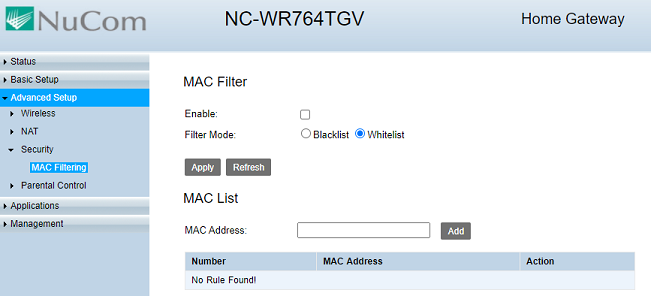 NuCom
NC-WR764TGV
Home Gateway
Status
Basic Setup
Advanced Setup
Wireless
NAT
Security
MAC Filtering
Parental Control
Applications
Management
MAC Filter
Enable:
Filter Mode: Blacklist Whitelist
Apply Refresh
MAC List
MAC Address: Add
Number MAC Address Action
No Rule Found!